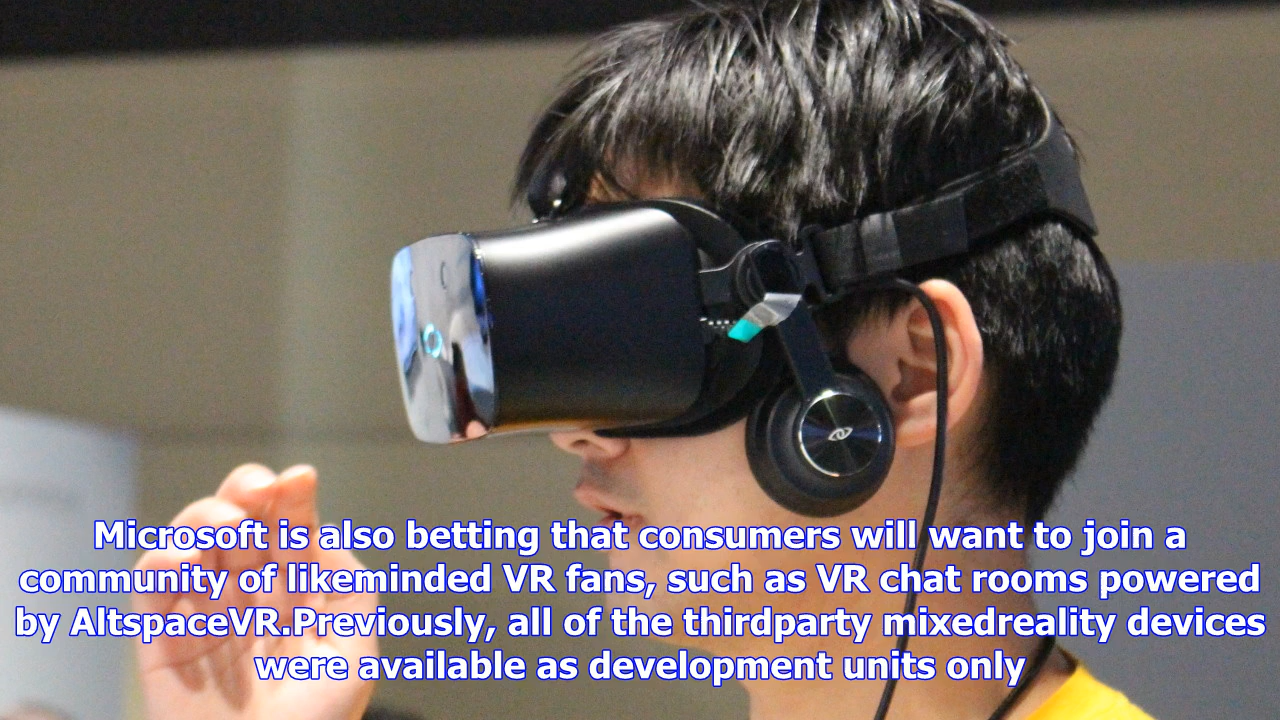 Microsoft is also betting that consumers will want to join a
community of likeminded VR fans, such as VR chat rooms powered
by AltspaceVR.Previously, all of the thirdparty mixedreality devices
were available as development units only